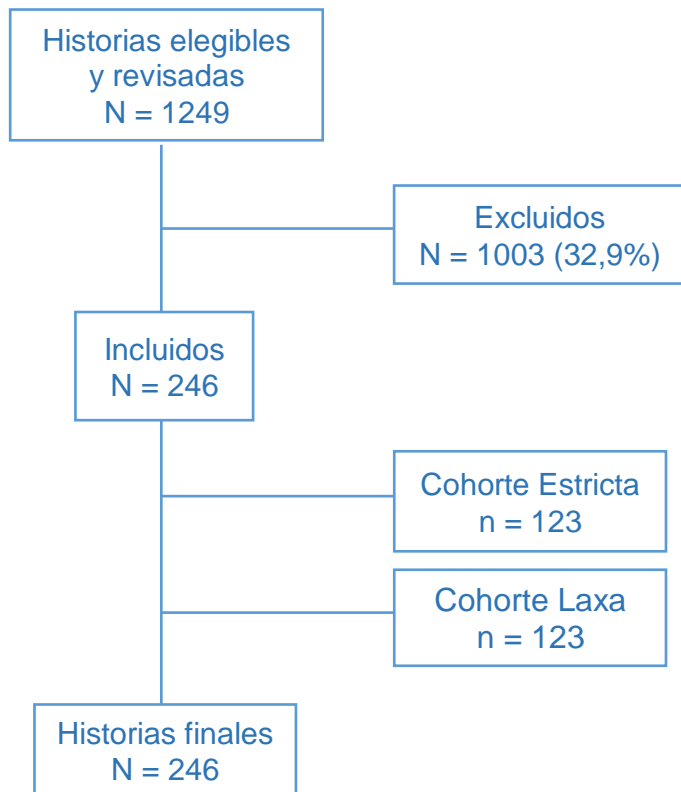 Historias elegibles
y revisadas
N = 1249
Excluidos
N = 1003 (32,9%)
Incluidos
N = 246
Cohorte Estricta
n = 123
Cohorte Laxa
n = 123
Historias finales
N = 246